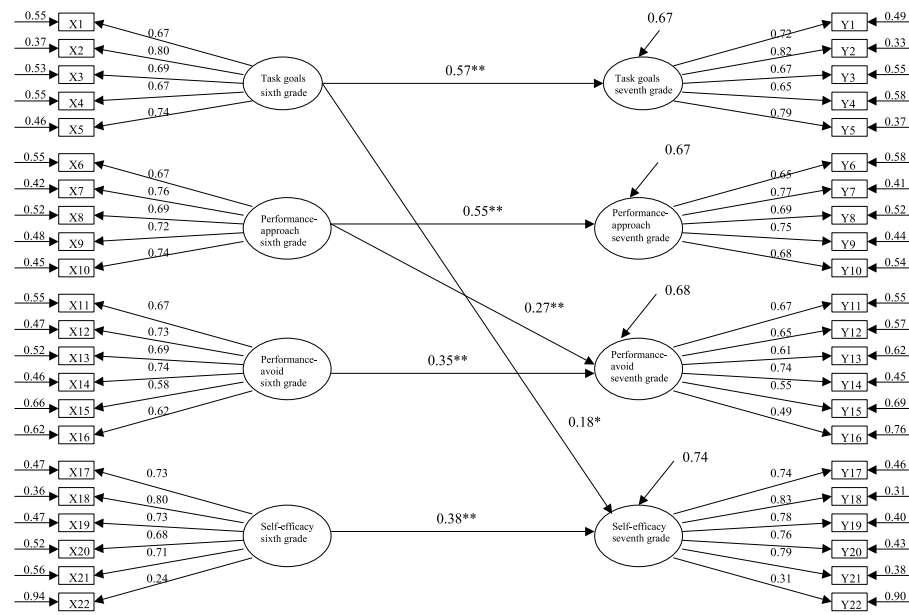 0.55 X1 0.67
0.37 X2 0.80
0.53 X3 0.69
0.55 X4 0.67
0.46 X5 0.74
Task goals
sixth grade
0.57**
0.67
Task goals
seventh grade
0.72 Y1 0.49
0.82 Y2 0.33
0.67 Y3 0.55
0.65 Y4 0.58
0.79 Y5 0.37
0.55 X6 0.67
0.42 X7 0.76
0.52 X8 0.69
0.48 X9 0.72
0.45 X10 0.74
Performance-
approach
sixth grade
0.55**
0.67
Performance-
approach
seventh grade
0.65 Y6 0.58
0.77 Y7 0.41
0.69 Y8 0.52
0.75 Y9 0.44
0.68 Y10 0.54
0.55 X11 0.67
0.47 X12 0.73
0.52 X13 0.69
0.46 X14 0.74
0.66 X15 0.58
0.62 X16 0.62
Performance-
avoid
sixth grade
0.27**
0.35**
0.18*
0.68
Performance-
avoid
seventh grade
0.67 Y11 0.55
0.65 Y12 0.57
0.61 Y13 0.62
0.74 Y14 0.45
0.55 Y15 0.69
0.49 Y16 0.76
0.47 X17 0.73
0.36 X18 0.80
0.47 X19 0.73
0.52 X20 0.68
0.56 X21 0.71
0.94 X22 0.24
Self-efficacy
sixth grade
0.38**
0.74
Self-efficacy
seventh grade
0.74 Y17 0.46
0.83 Y18 0.31
0.78 Y19 0.40
0.76 Y20 0.43
0.79 Y21 0.38
0.31 Y22 0.90